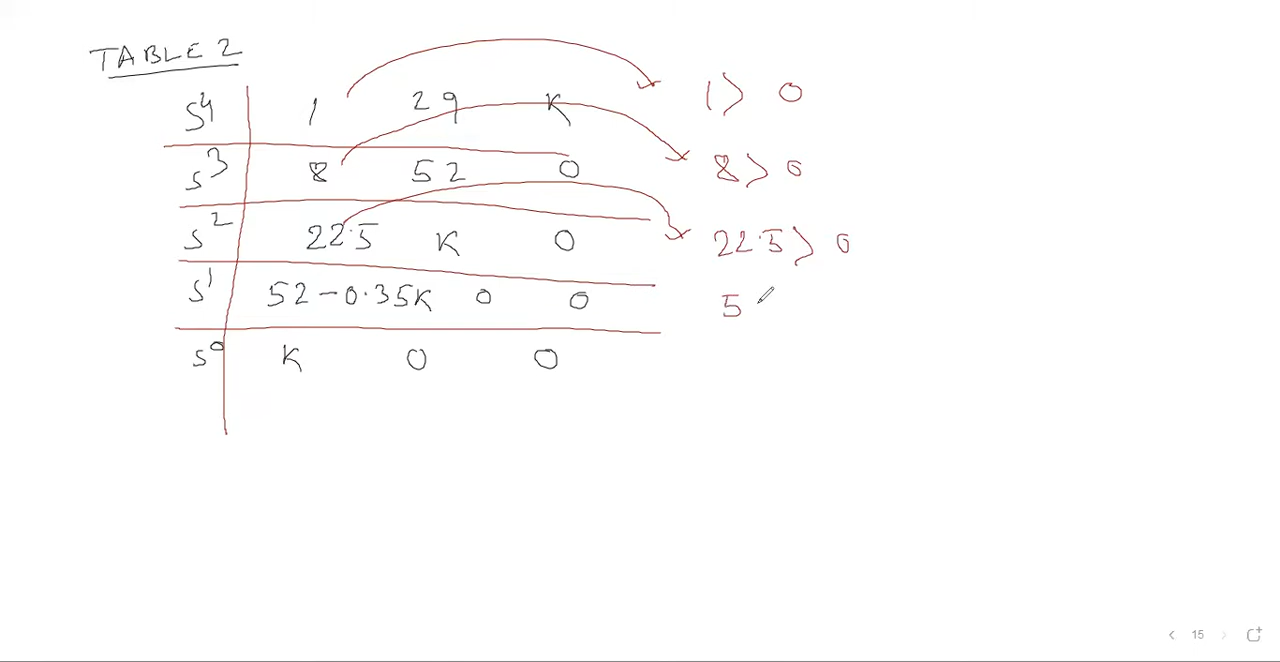 TABLE 2
s4 1 29 K 1 > 0
s3 8 52 0 8 > 0
s2 22.5 K 0 22.5 > 0
s1 52-0.35K 0 0 5
s0 K 0 0
15